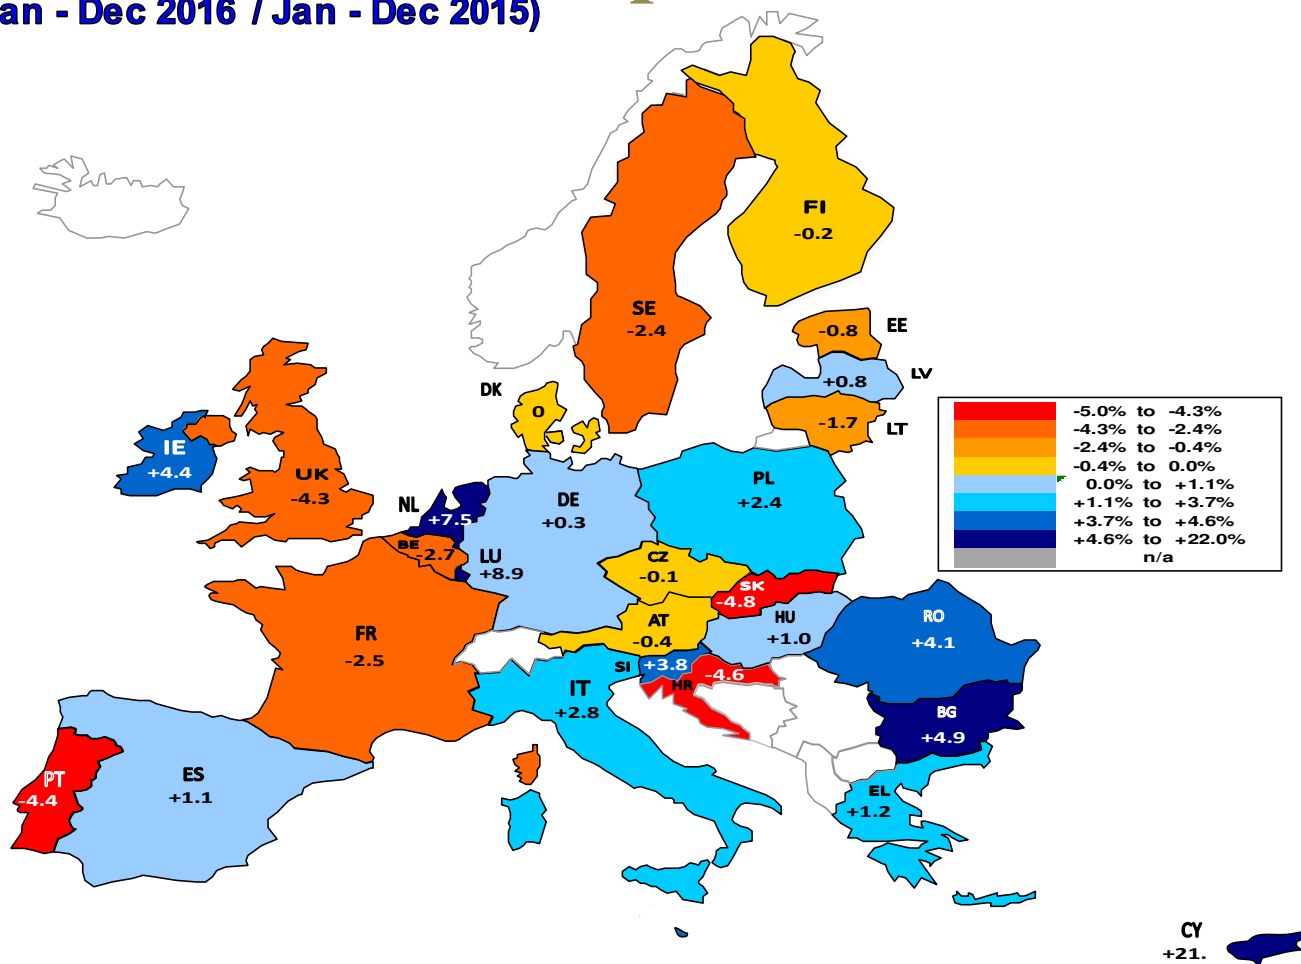 an - Dec 2016 / Jan - Dec 2015)
FI
-0.2
SE
-2.4
-0.8
EE
+0.8
LV
-1.7
LT
DK
0
IE
+4.4
UK
-4.3
NL
+7.5
BE
-2.7
LU
+8.9
DE
+0.3
PL
+2.4
CZ
-0.1
SK
-4.8
AT
-0.4
HU
+1.0
RO
+4.1
FR
-2.5
SI
+3.8
HR
-4.6
IT
+2.8
BG
+4.9
PT
-4.4
ES
+1.1
EL
+1.2
CY
+21.
-5.0% to -4.3%
-4.3% to -2.4%
-2.4% to -0.4%
-0.4% to 0.0%
0.0% to +1.1%
+1.1% to +3.7%
+3.7% to +4.6%
+4.6% to +22.0%
n/a